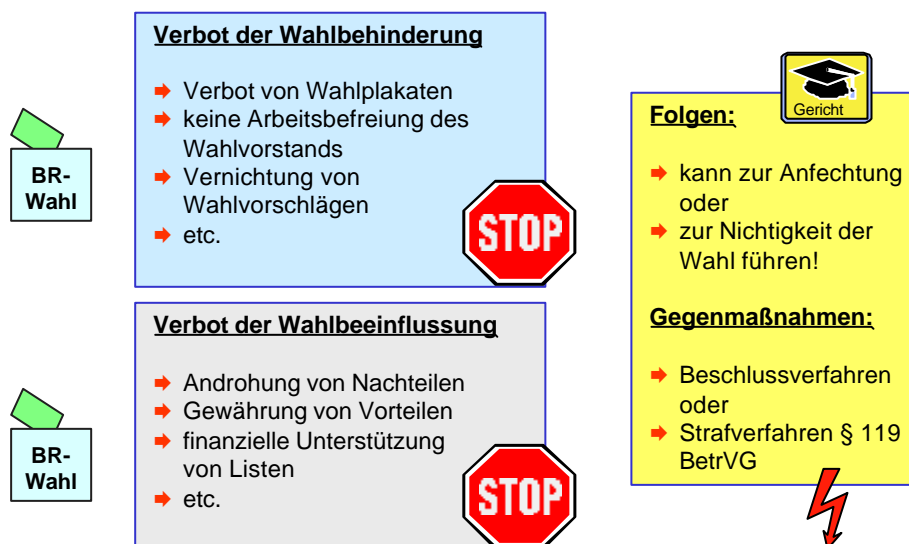 Verbot der Wahlbehinderung
Verbot von Wahlplakaten
keine Arbeitsbefreiung des
Wahlvorstands
Vernichtung von
Wahlvorschlägen
etc.
STOP
BR-
Wahl
Verbot der Wahlbeeinflussung
Androhung von Nachteilen
Gewährung von Vorteilen
finanzielle Unterstützung
von Listen
etc.
STOP
BR-
Wahl
Gericht
Folgen:
kann zur Anfechtung
oder
zur Nichtigkeit der
Wahl führen!
Gegenmaßnahmen:
Beschlussverfahren
oder
Strafverfahren § 119
BetrVG